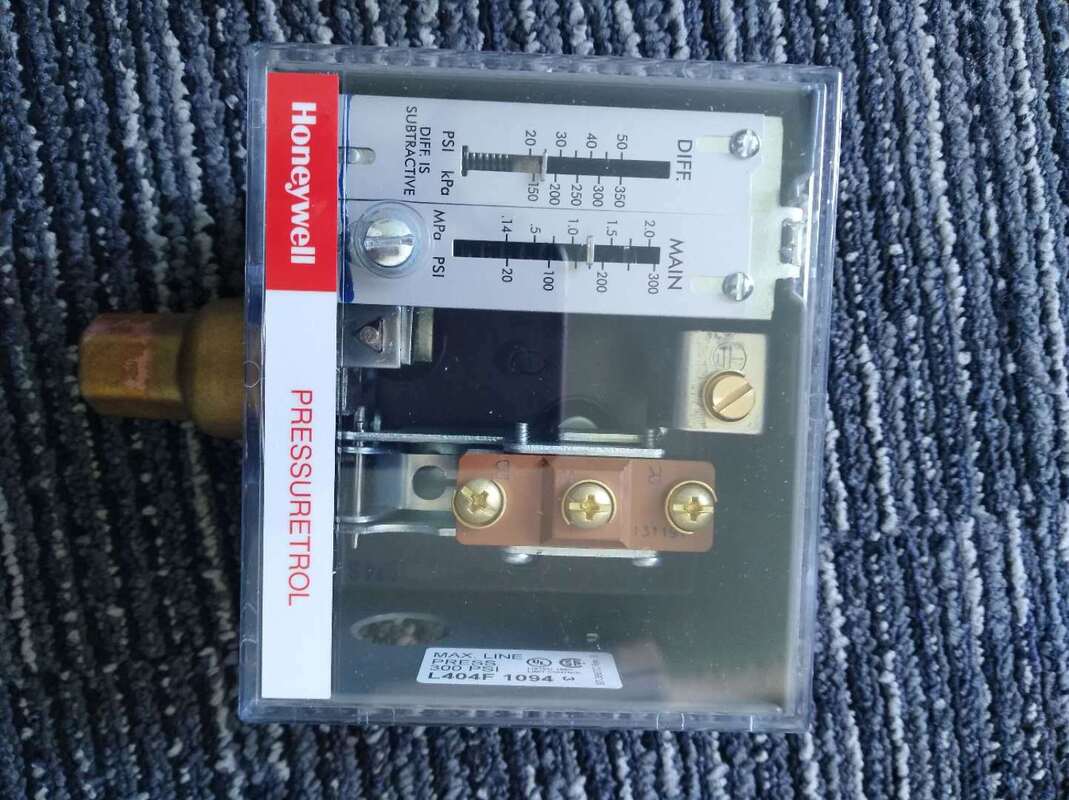 DIFF. MAIN
50 350
40 300
250
30 200
20 150
PSI kPa
DIFF. IS
SUBTRACTIVE
2.0 300
1.5
200
1.0
.5 100
.14 20
MPa PSI
Honeywell PRESSURETROL
MAX. LINE
PRESS.
300 PSI
L404F 1094 3
UL